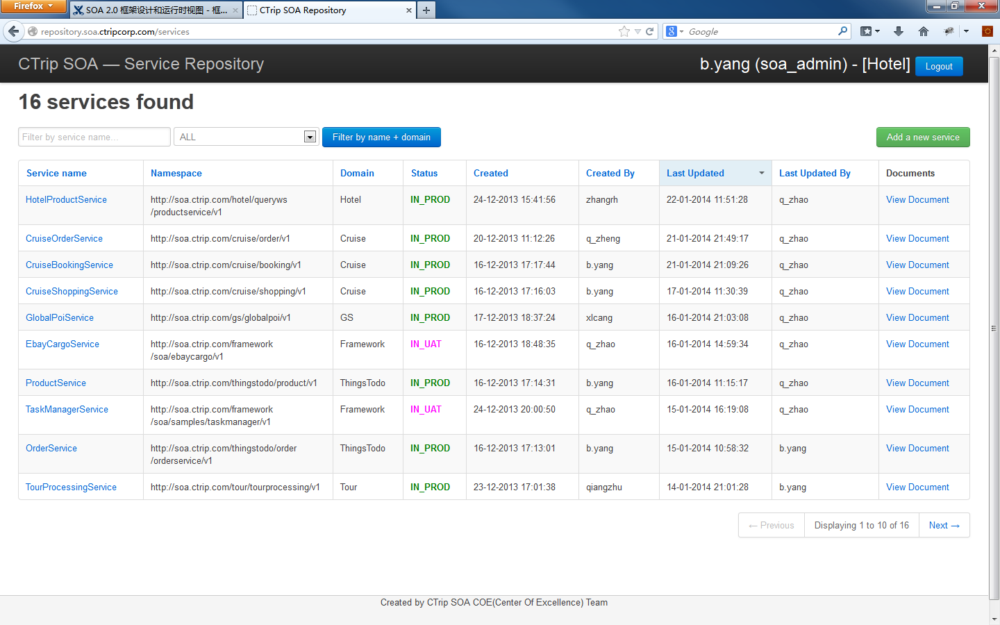 Firefox
SOA 2.0 框架设计和运行时视图 - 框...
CTrip SOA Repository
repository.soa.ctripcorp.com/services
Google
CTrip SOA — Service Repository
b.yang (soa_admin) - [Hotel]
Logout
16 services found
Filter by service name...
ALL
Filter by name + domain
Add a new service
Service name Namespace Domain Status Created Created By Last Updated Last Updated By Documents
HotelProductService http://soa.ctrip.com/hotel/queryws Hotel IN_PROD 24-12-2013 15:41:56 zhangrh 22-01-2014 11:51:28 q_zhao View Document
/productservice/v1
CruiseOrderService http://soa.ctrip.com/cruise/order/v1 Cruise IN_PROD 20-12-2013 11:12:26 q_zheng 21-01-2014 21:49:17 q_zhao View Document
CruiseBookingService http://soa.ctrip.com/cruise/booking/v1 Cruise IN_PROD 16-12-2013 17:17:44 b.yang 21-01-2014 21:09:26 q_zhao View Document
CruiseShoppingService http://soa.ctrip.com/cruise/shopping/v1 Cruise IN_PROD 16-12-2013 17:16:03 b.yang 17-01-2014 11:30:39 q_zhao View Document
GlobalPoiService http://soa.ctrip.com/gs/globalpoi/v1 GS IN_PROD 17-12-2013 18:37:24 xlcang 16-01-2014 21:03:08 q_zhao View Document
EbayCargoService http://soa.ctrip.com/framework Framework IN_UAT 16-12-2013 18:48:35 q_zhao 16-01-2014 14:59:34 q_zhao View Document
/soa/ebaycargo/v1
ProductService http://soa.ctrip.com/thingstodo/product/v1 ThingsTodo IN_PROD 16-12-2013 17:14:31 b.yang 16-01-2014 11:15:17 q_zhao View Document
TaskManagerService http://soa.ctrip.com/framework Framework IN_UAT 24-12-2013 20:00:50 q_zhao 15-01-2014 16:19:08 q_zhao View Document
/soa/samples/taskmanager/v1
OrderService http://soa.ctrip.com/thingstodo/order ThingsTodo IN_PROD 16-12-2013 17:13:01 b.yang 15-01-2014 10:58:32 b.yang View Document
/orderservice/v1
TourProcessingService http://soa.ctrip.com/tour/tourprocessing/v1 Tour IN_PROD 23-12-2013 17:01:38 qiangzhu 14-01-2014 21:01:28 b.yang View Document
← Previous Displaying 1 to 10 of 16 Next →
Created by CTrip SOA COE(Center Of Excellence) Team